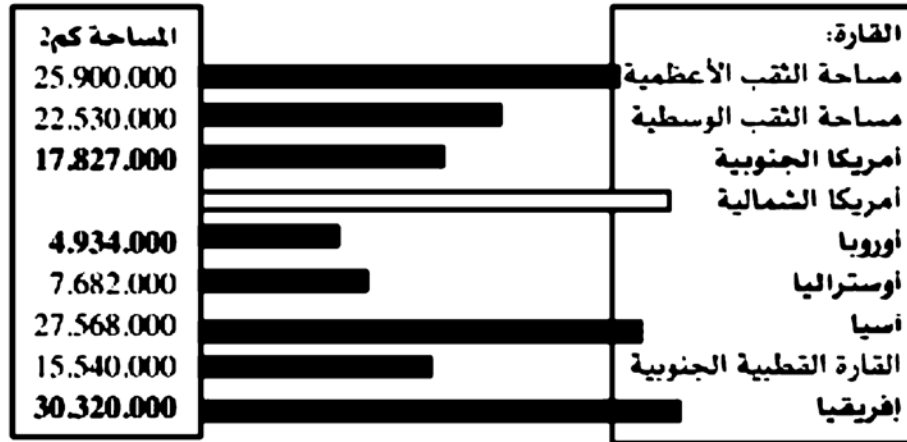 القارة: المساحة كم2:
مساحة الثقب الأعظمية 25.900.000
مساحة الثقب الوسطية 22.530.000
أمريكا الجنوبية 17.827.000
أمريكا الشمالية
أوروبا 4.934.000
أوستراليا 7.682.000
آسيا 27.568.000
القارة القطبية الجنوبية 15.540.000
إفريقيا 30.320.000